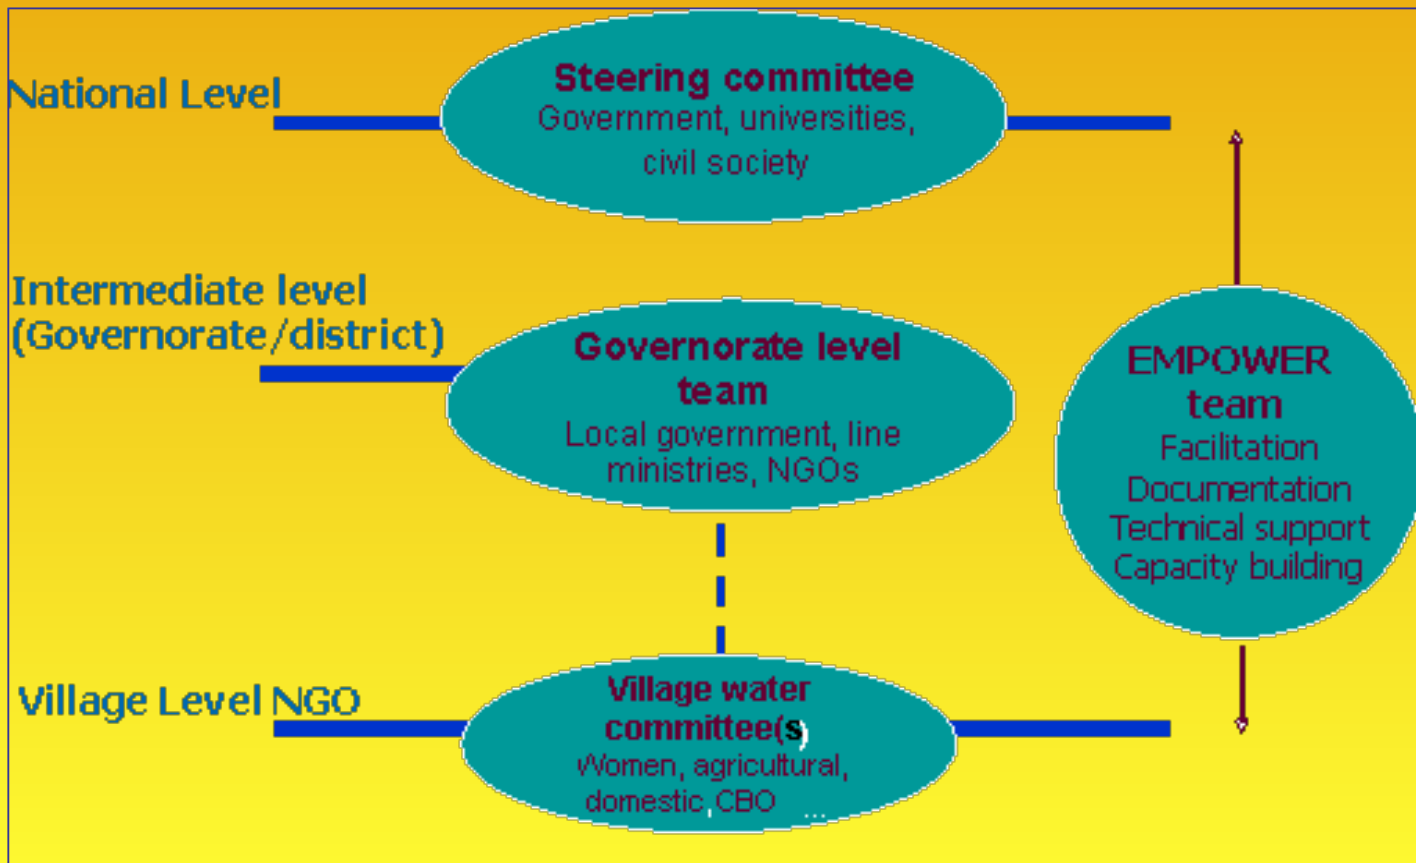 National Level
Steering committee
Government, universities,
civil society
Intermediate level
(Governorate/district)
Governorate level
team
Local government, line
ministries, NGOs
EMPOWER
team
Facilitation
Documentation
Technical support
Capacity building
Village Level NGO
Village water
committee(s)
Women, agricultural,
domestic, CBO ...